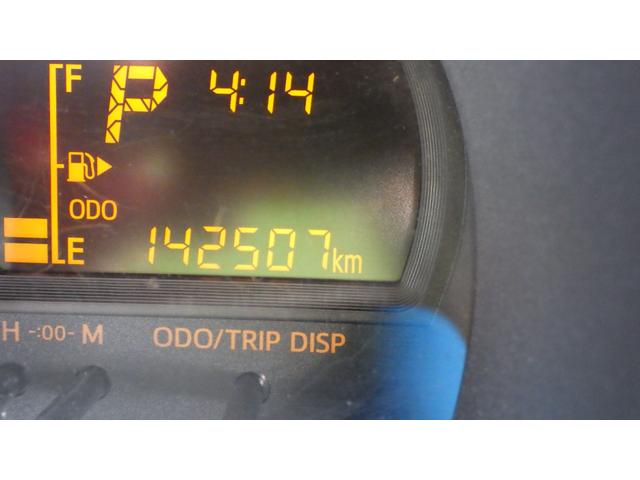 F P 4:14
ODO
E 142507km
H -:00- M ODO/TRIP DISP